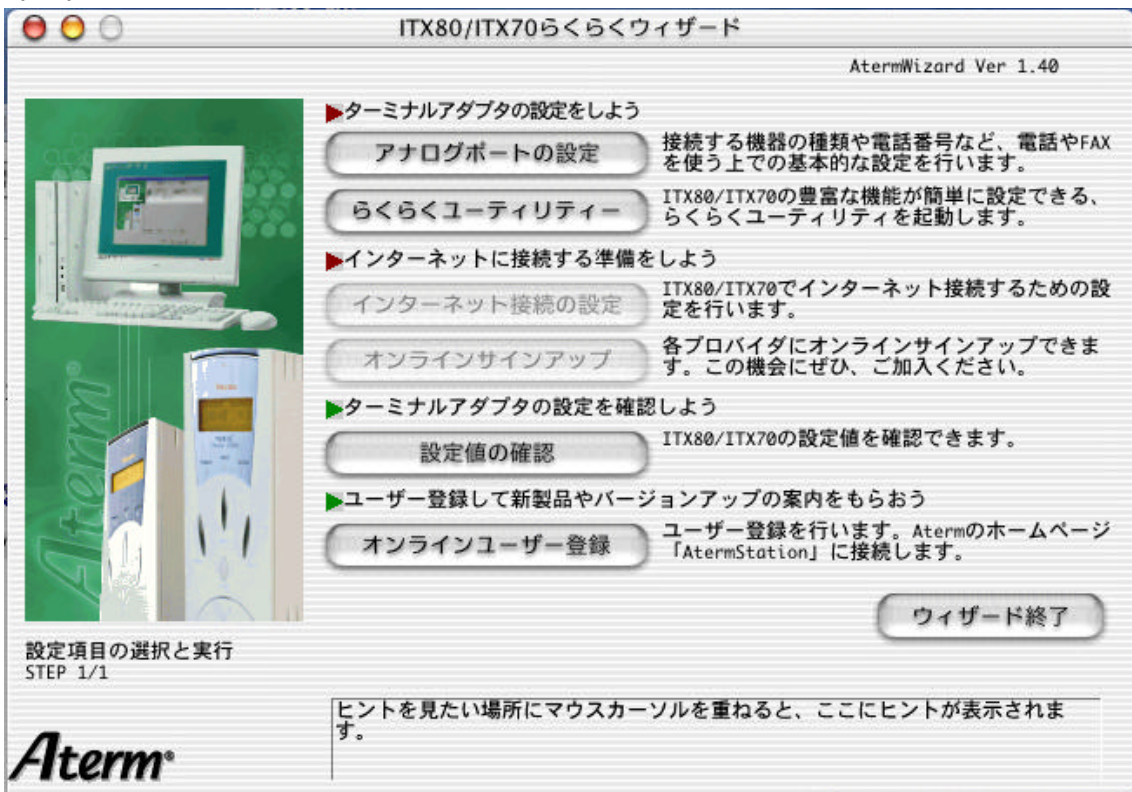 ITX80/ITX70らくらくウィザード
AtermWizard Ver 1.40
ターミナルアダプタの設定をしよう
アナログポートの設定
接続する機器の種類や電話番号など、電話やFAX
を使う上での基本的な設定を行います。
らくらくユーティリティー
ITX80/ITX70の豊富な機能が簡単に設定できる、
らくらくユーティリティを起動します。
インターネットに接続する準備をしよう
インターネット接続の設定
ITX80/ITX70でインターネット接続するための設
定を行います。
オンラインサインアップ
各プロバイダにオンラインサインアップできま
す。この機会にぜひ、ご加入ください。
ターミナルアダプタの設定を確認しよう
設定値の確認
ITX80/ITX70の設定値を確認できます。
ユーザー登録して新製品やバージョンアップの案内をもらおう
オンラインユーザー登録
ユーザー登録を行います。Atermのホームページ
「AtermStation」に接続します。
ウィザード終了
Aterm
設定項目の選択と実行
STEP 1/1
ヒントを見たい場所にマウスカーソルを重ねると、ここにヒントが表示されま
す。
Aterm®